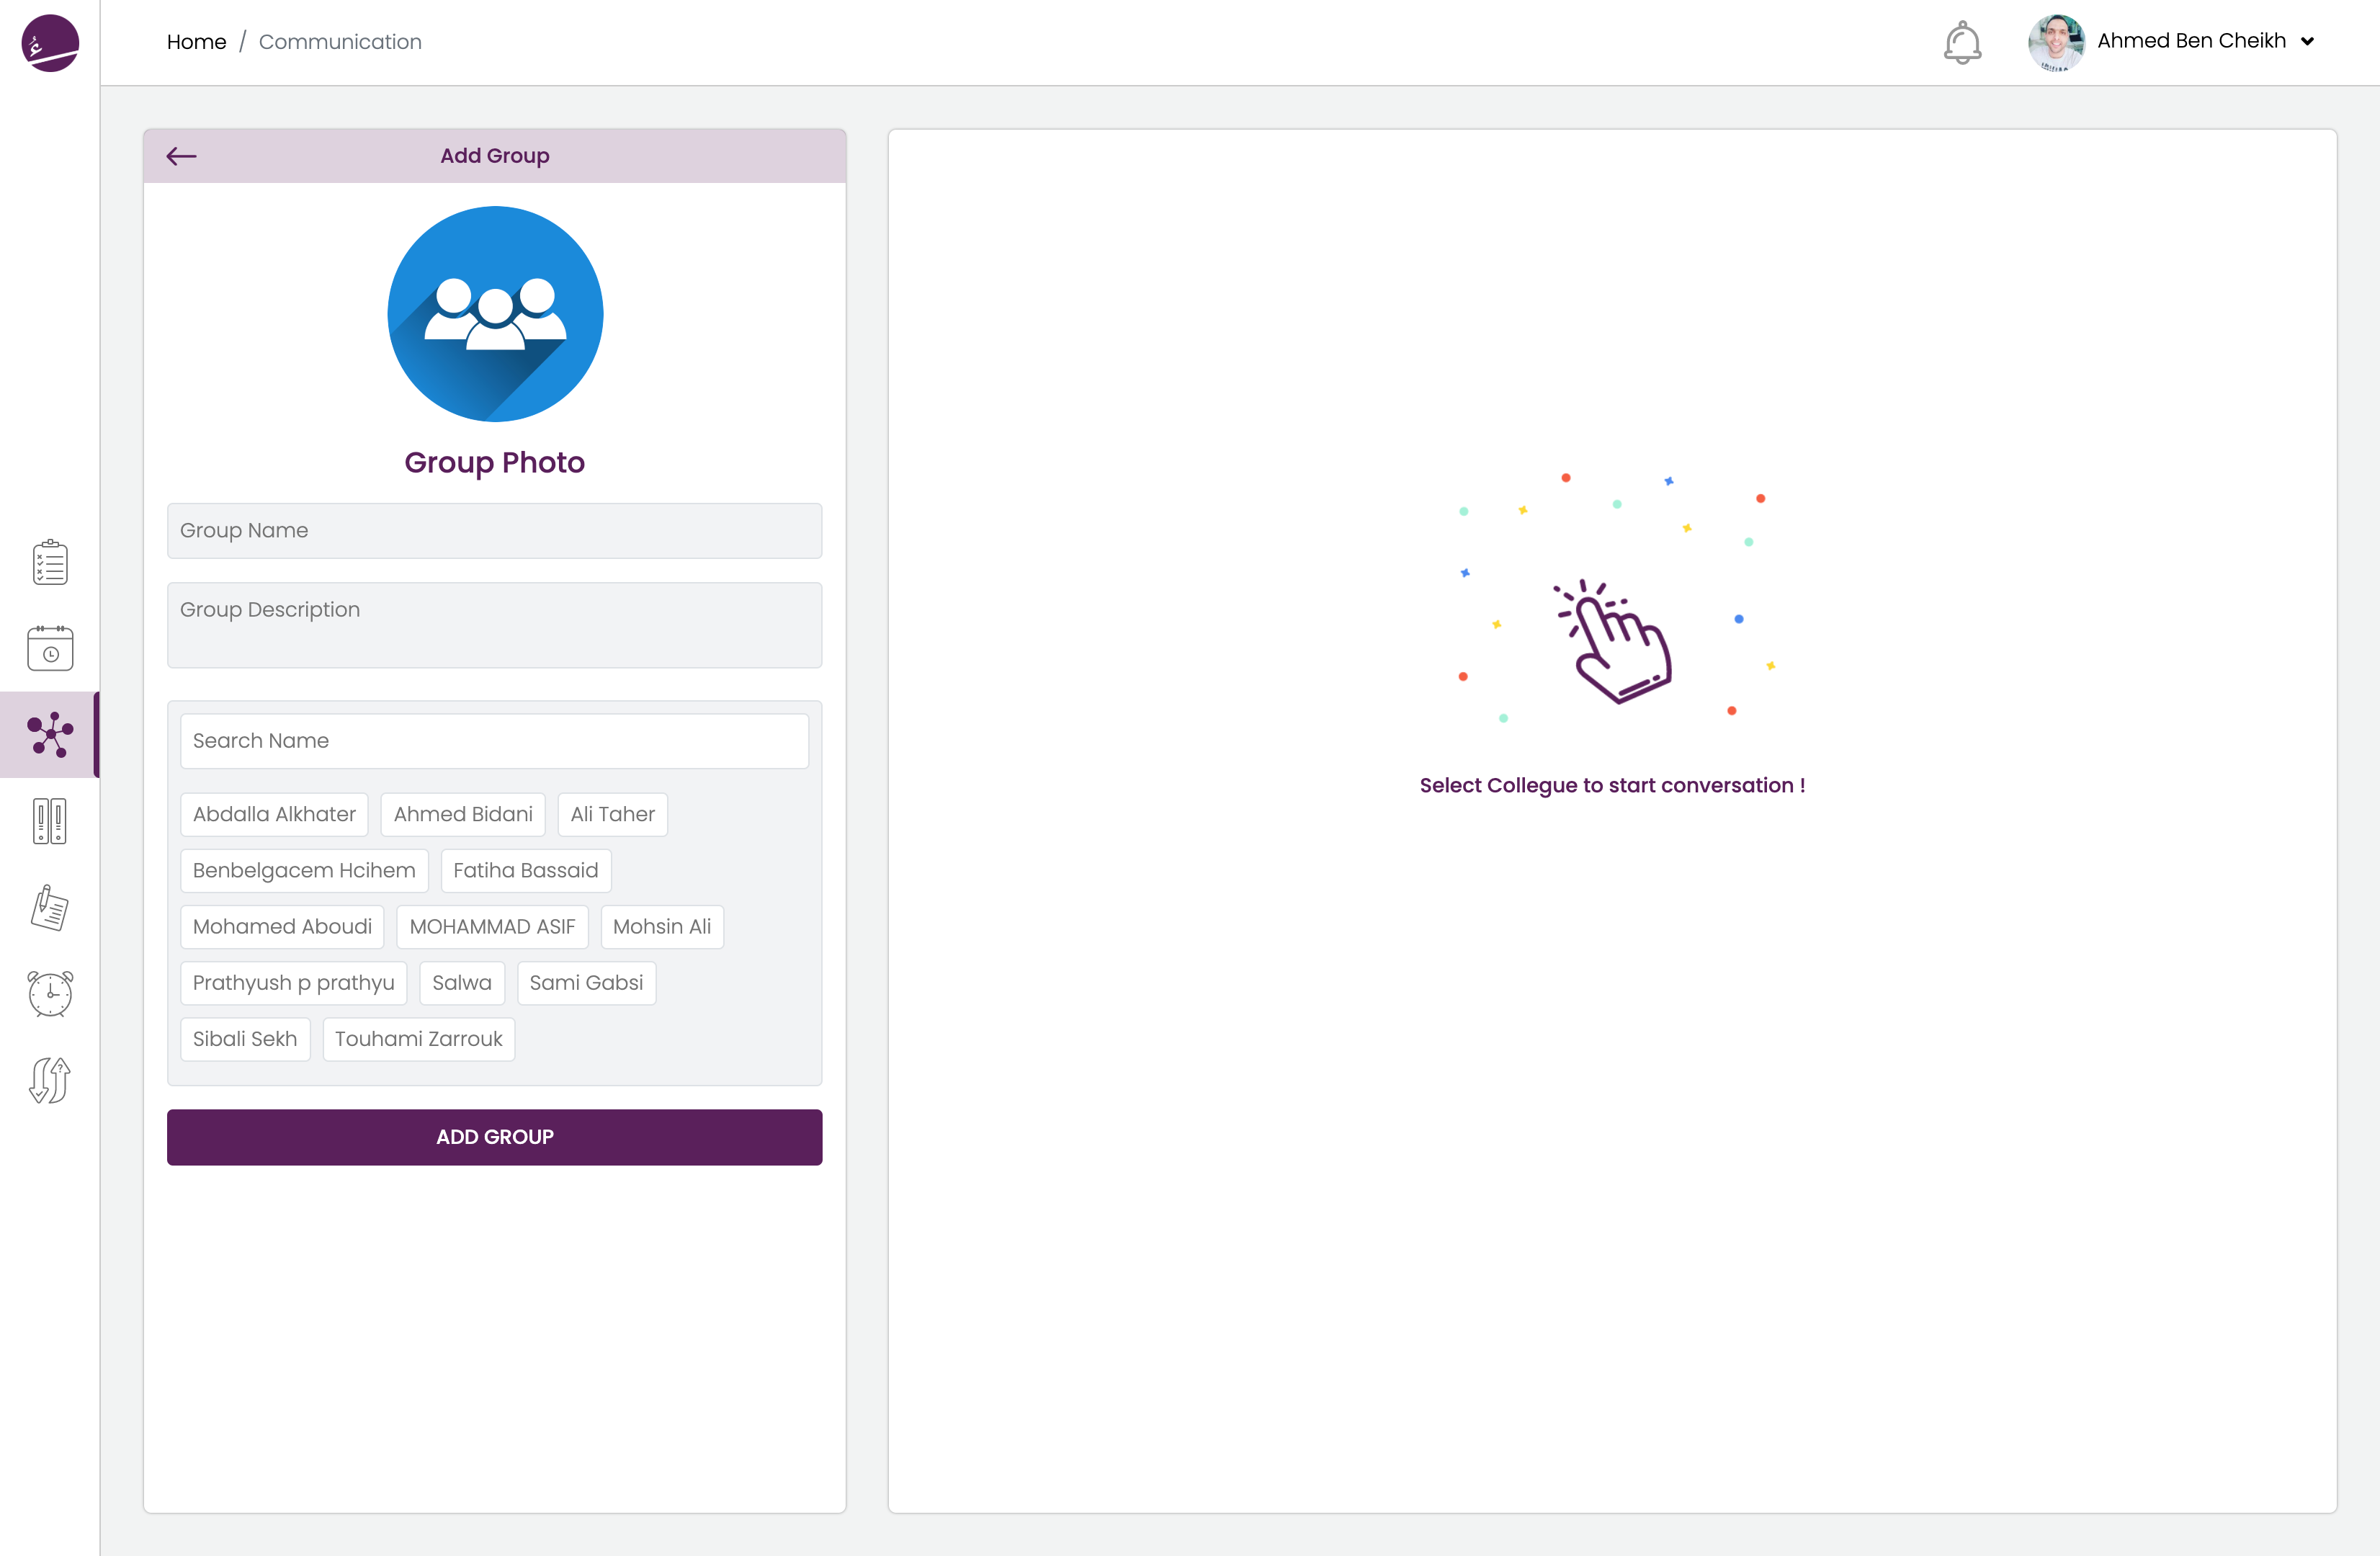 Home / Communication
Ahmed Ben Cheikh
Add Group
Group Photo
Group Name
Group Description
Search Name
Abdalla Alkhater
Ahmed Bidani
Ali Taher
Benbelgacem Hcihem
Fatiha Bassaid
Mohamed Aboudi
MOHAMMAD ASIF
Mohsin Ali
Prathyush p prathyu
Salwa
Sami Gabsi
Sibali Sekh
Touhami Zarrouk
ADD GROUP
Select Collegue to start conversation !